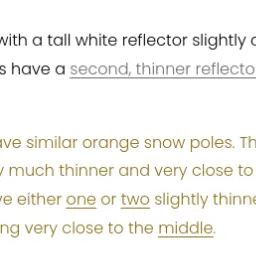 with a tall white reflector slightly
s have a second, thinner reflecto
ave similar orange snow poles. Th
much thinner and very close to
ve either one or two slightly thinne
ng very close to the middle.